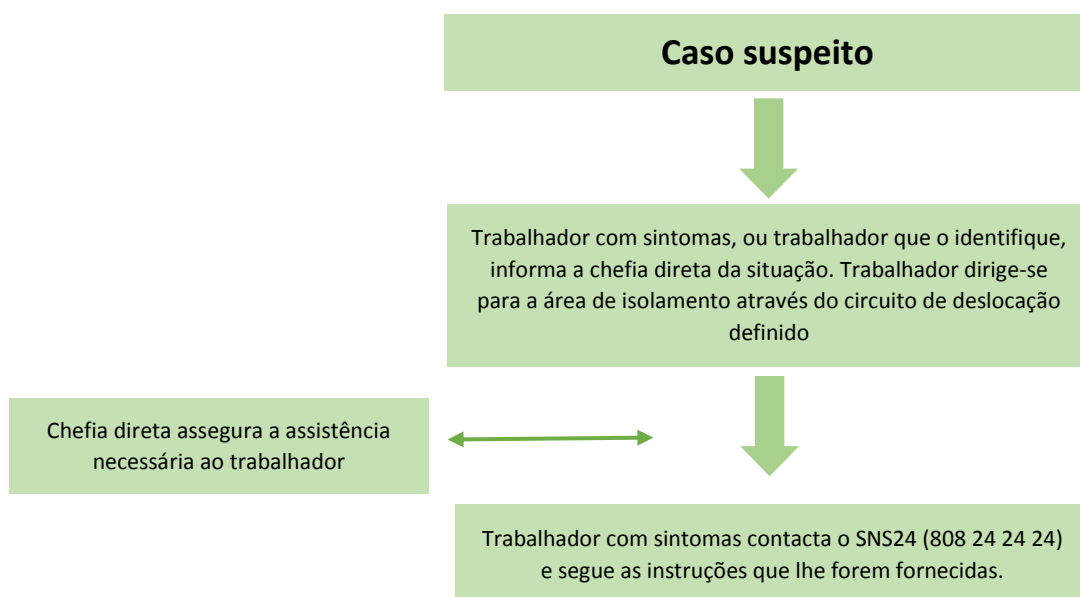 Caso suspeito
Trabalhador com sintomas, ou trabalhador que o identifique,
informa a chefia direta da situação. Trabalhador dirige-se
para a área de isolamento através do circuito de deslocação
definido
Chefia direta assegura a assistência
necessária ao trabalhador
Trabalhador com sintomas contacta o SNS24 (808 24 24 24)
e segue as instruções que lhe forem fornecidas.